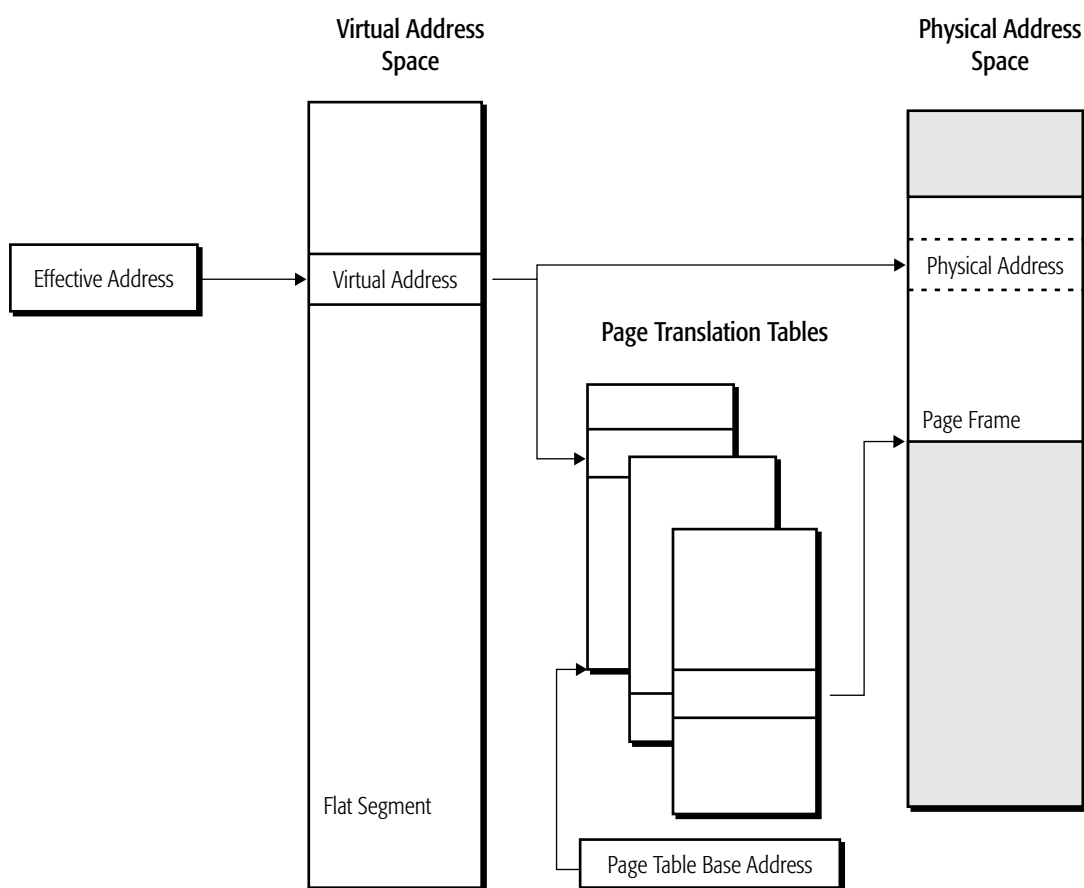 Virtual Address
Space
Physical Address
Space
Effective Address
Virtual Address
Physical Address
Page Translation Tables
Page Frame
Flat Segment
Page Table Base Address